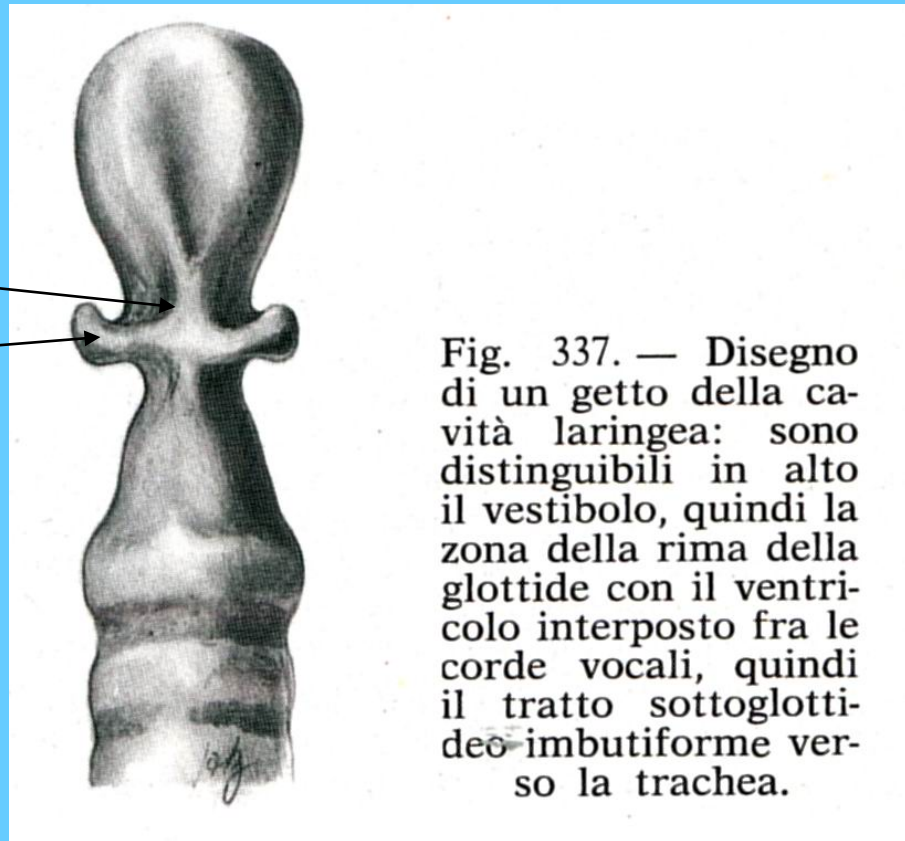 Fig. 337. — Disegno
di un getto della ca-
vità laringea: sono
distinguibili in alto
il vestibolo, quindi la
zona della rima della
glottide con il ventri-
colo interposto fra le
corde vocali, quindi
il tratto sottoglotti-
deo imbutiforme ver-
so la trachea.